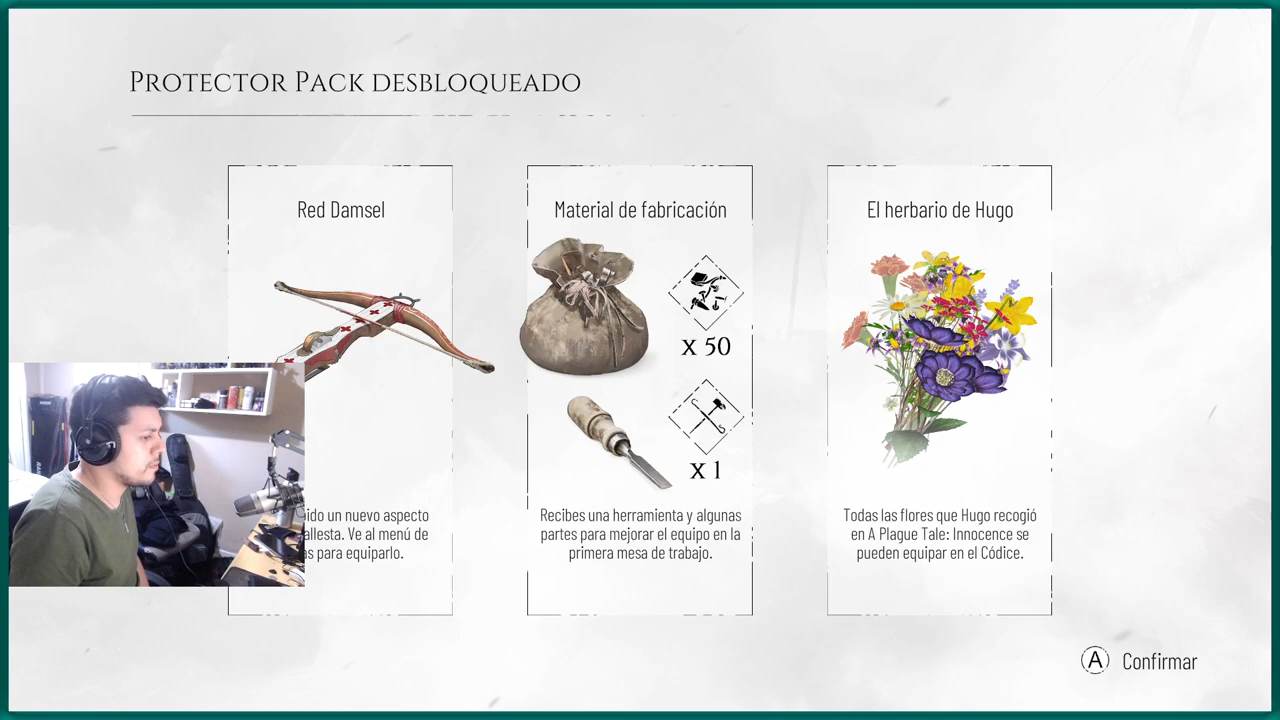 Protector Pack desbloqueado
Red Damsel
un nuevo aspecto
Ve al menú de
para equiparlo.
Material de fabricación
X 50
X 1
Recibes una herramienta y algunas
partes para mejorar el equipo en la
primera mesa de trabajo.
El herbario de Hugo
Todas las flores que Hugo recogió
en A Plague Tale: Innocence se
pueden equipar en el Códice.
A Confirmar